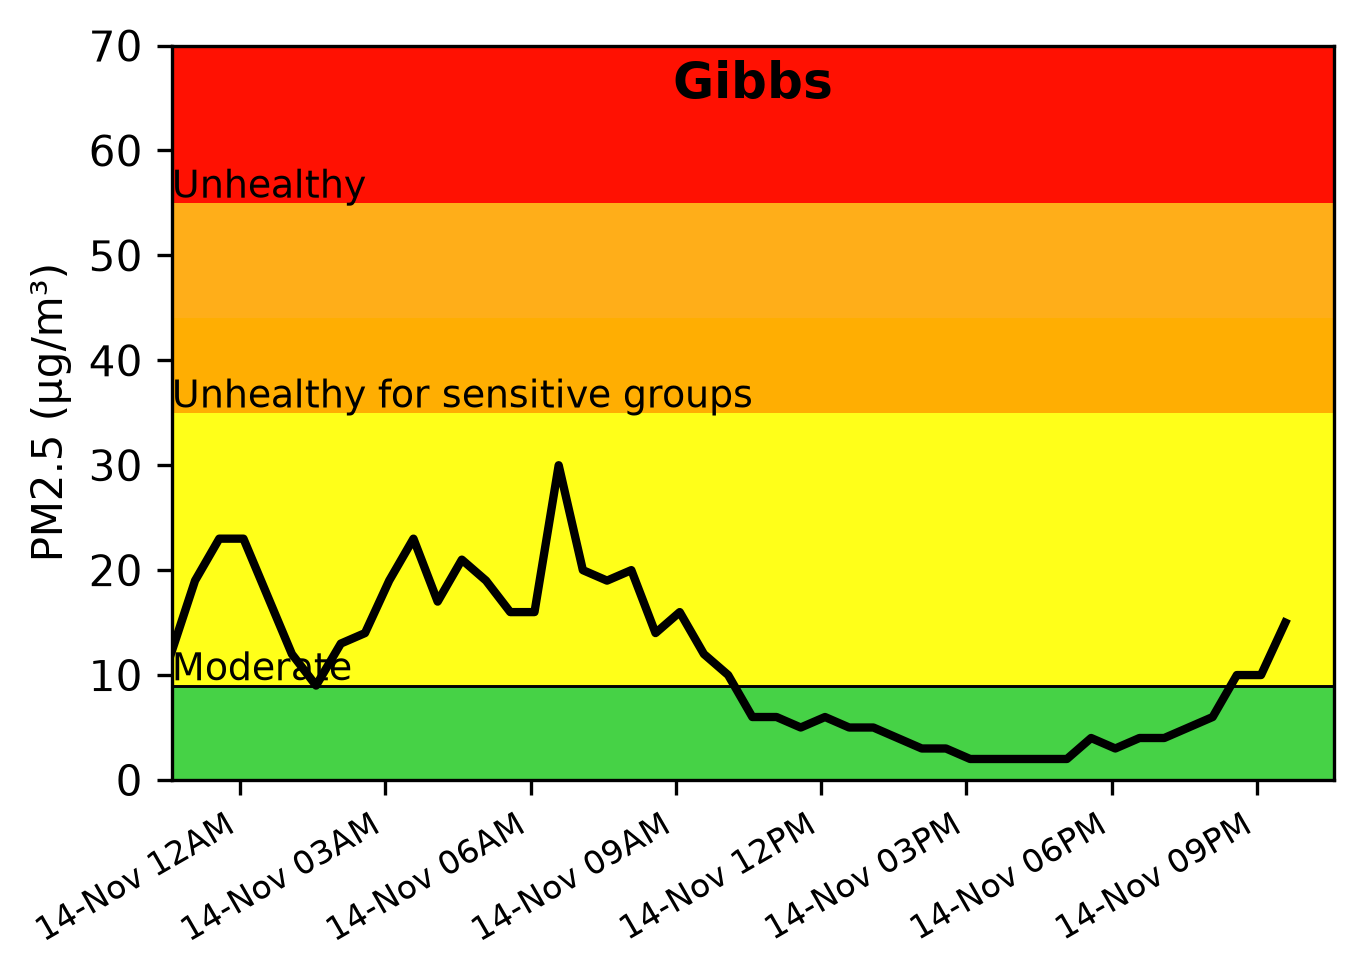 Gibbs
PM2.5 (µg/m³)
70
60
50
40
30
20
10
0
Unhealthy
Unhealthy for sensitive groups
Moderate
14-Nov 12AM
14-Nov 03AM
14-Nov 06AM
14-Nov 09AM
14-Nov 12PM
14-Nov 03PM
14-Nov 06PM
14-Nov 09PM